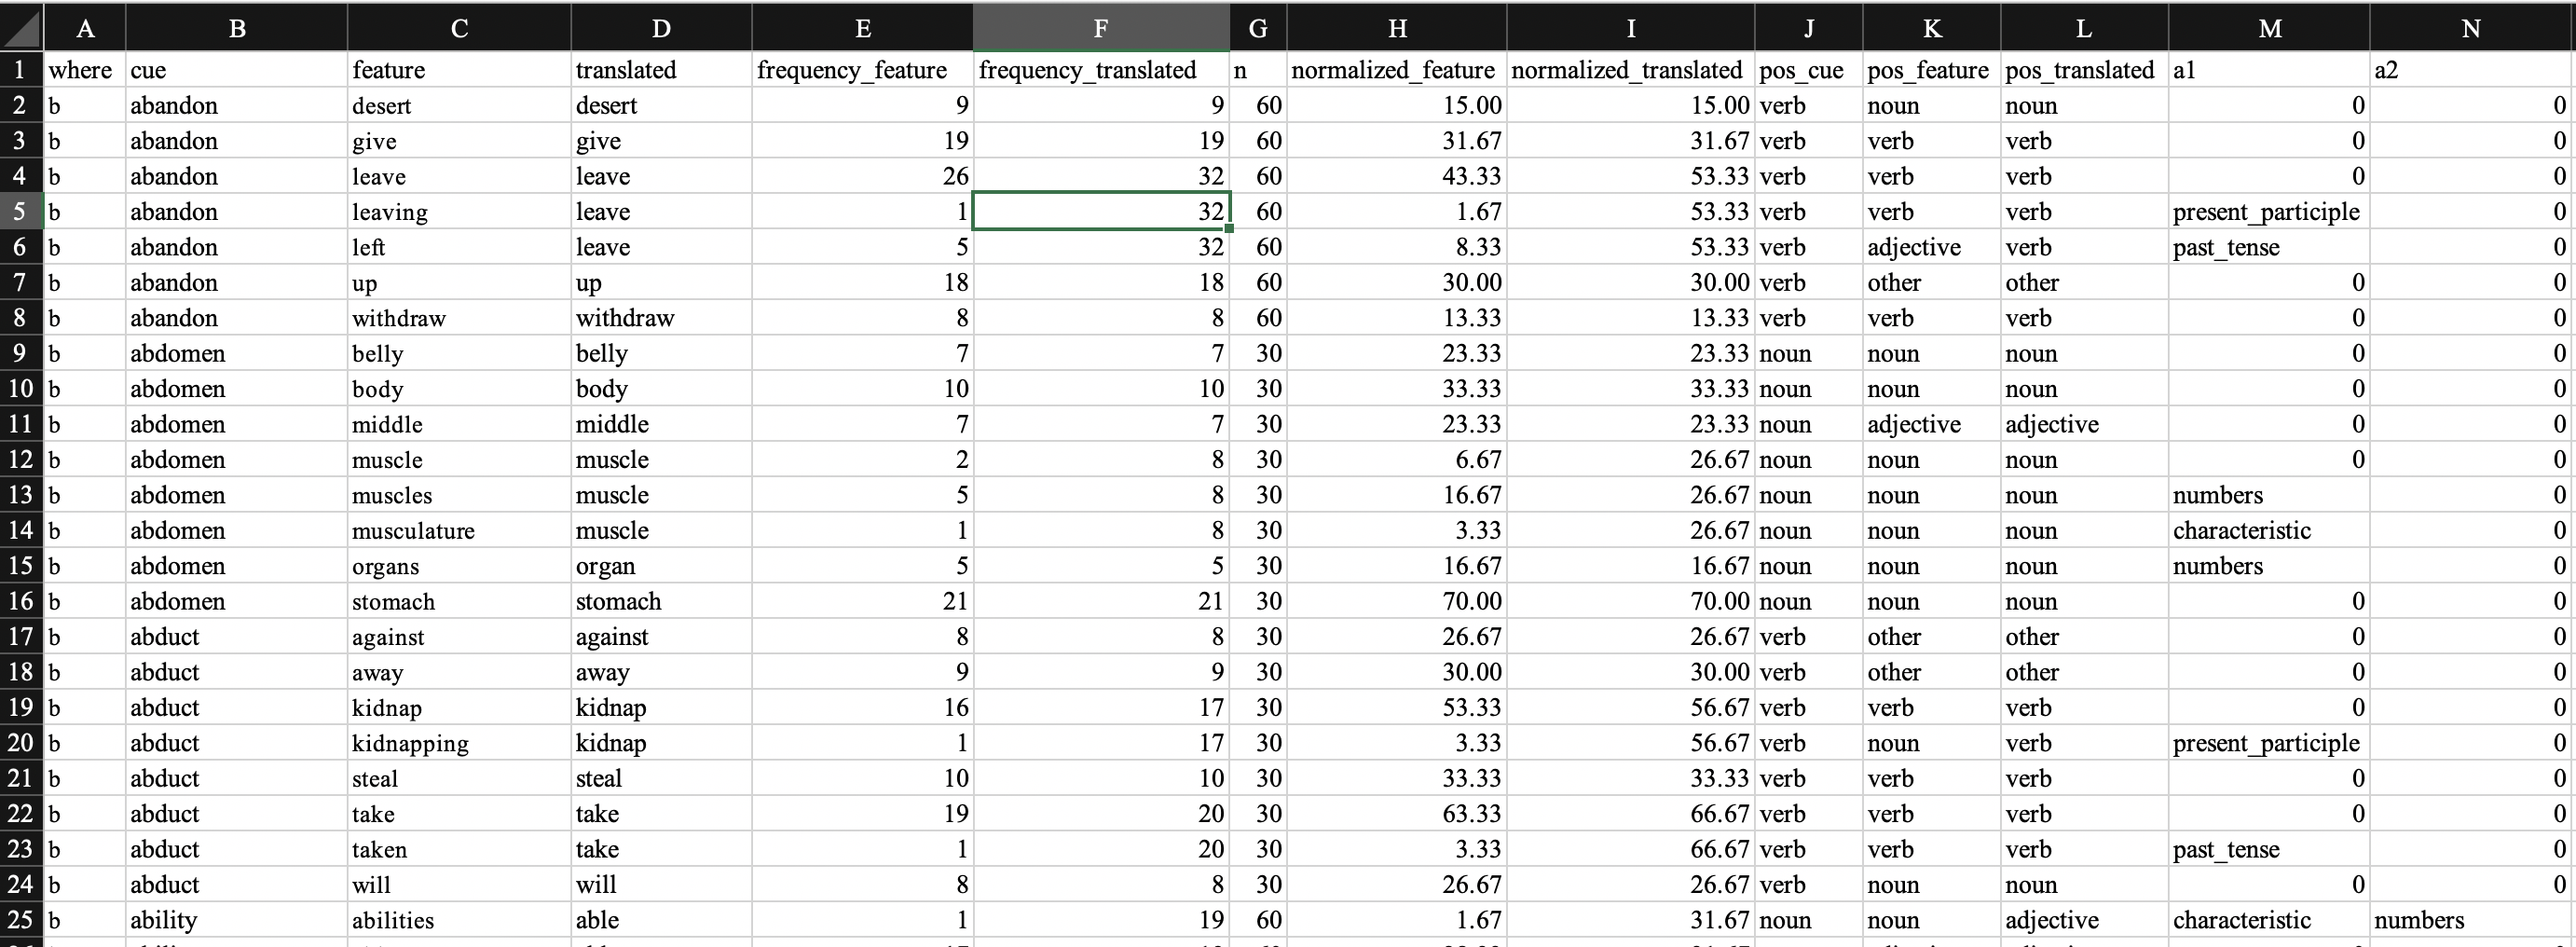 A B C D E F G H I J K L M N
1 where cue feature translated frequency_feature frequency_translated n normalized_feature normalized_translated pos_cue pos_feature pos_translated a1 a2
2 b abandon desert desert 9 9 60 15.00 15.00 verb noun noun 0 0
3 b abandon give give 19 19 60 31.67 31.67 verb verb verb 0 0
4 b abandon leave leave 26 32 60 43.33 53.33 verb verb verb 0 0
5 b abandon leaving leave 1 32 60 1.67 53.33 verb verb verb present_participle 0
6 b abandon left leave 5 32 60 8.33 53.33 verb adjective verb past_tense 0
7 b abandon up up 18 18 60 30.00 30.00 verb other other 0 0
8 b abandon withdraw withdraw 8 8 60 13.33 13.33 verb verb verb 0 0
9 b abdomen belly belly 7 7 30 23.33 23.33 noun noun noun 0 0
10 b abdomen body body 10 10 30 33.33 33.33 noun noun noun 0 0
11 b abdomen middle middle 7 7 30 23.33 23.33 noun adjective adjective 0 0
12 b abdomen muscle muscle 2 8 30 6.67 26.67 noun noun noun 0 0
13 b abdomen muscles muscle 5 8 30 16.67 26.67 noun noun noun numbers 0
14 b abdomen musculature muscle 1 8 30 3.33 26.67 noun noun noun characteristic 0
15 b abdomen organs organ 5 5 30 16.67 16.67 noun noun noun numbers 0
16 b abdomen stomach stomach 21 21 30 70.00 70.00 noun noun noun 0 0
17 b abduct against against 8 8 30 26.67 26.67 verb other other 0 0
18 b abduct away away 9 9 30 30.00 30.00 verb other other 0 0
19 b abduct kidnap kidnap 16 17 30 53.33 56.67 verb verb verb 0 0
20 b abduct kidnapping kidnap 1 17 30 3.33 56.67 verb noun verb present_participle 0
21 b abduct steal steal 10 10 30 33.33 33.33 verb verb verb 0 0
22 b abduct take take 19 20 30 63.33 66.67 verb verb verb 0 0
23 b abduct taken take 1 20 30 3.33 66.67 verb verb verb past_tense 0
24 b abduct will will 8 8 30 26.67 26.67 verb noun noun 0 0
25 b ability abilities able 1 19 60 1.67 31.67 noun noun adjective characteristic numbers